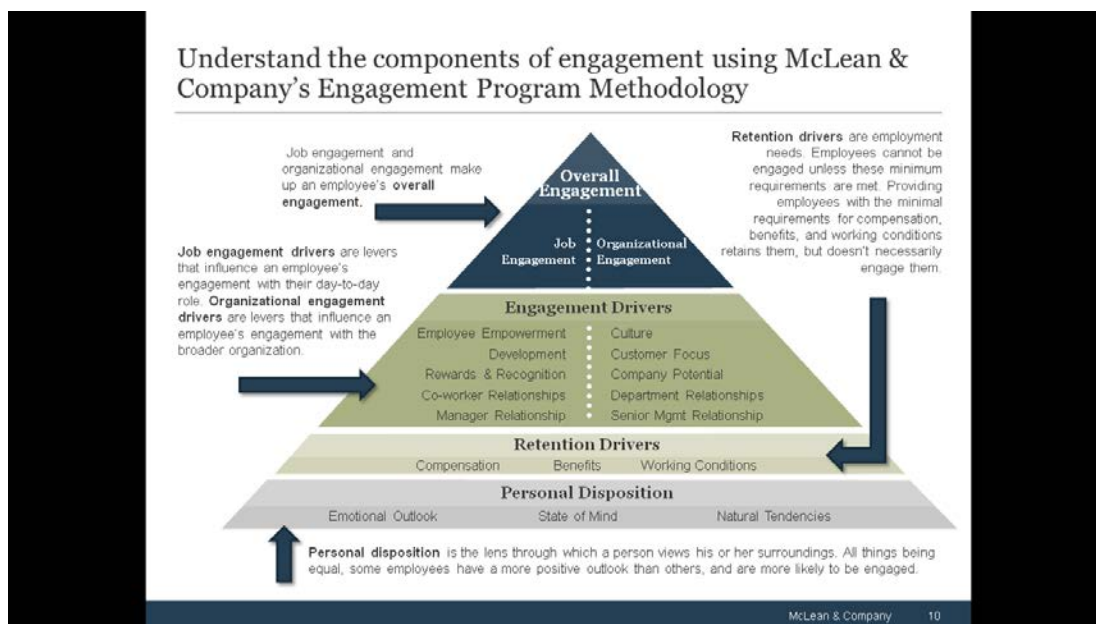 Understand the components of engagement using McLean &
Company's Engagement Program Methodology
Job engagement and
organizational engagement make
up an employee's overall
engagement.
Job engagement drivers are levers
that influence an employee's
engagement with their day-to-day
role. Organizational engagement
drivers are levers that influence an
employee's engagement with the
broader organization.
Retention drivers are employment
needs. Employees cannot be
engaged unless these minimum
requirements are met. Providing
employees with the minimal
requirements for compensation,
benefits, and working conditions
retains them, but doesn't necessarily
engage them.
Overall
Engagement
Job
Engagement
Organizational
Engagement
Engagement Drivers
Employee Empowerment
Development
Rewards & Recognition
Co-worker Relationships
Manager Relationship
Culture
Customer Focus
Company Potential
Department Relationships
Senior Mgmt Relationship
Retention Drivers
Compensation Benefits Working Conditions
Personal Disposition
Emotional Outlook State of Mind Natural Tendencies
Personal disposition is the lens through which a person views his or her surroundings. All things being
equal, some employees have a more positive outlook than others, and are more likely to be engaged.
McLean & Company 10